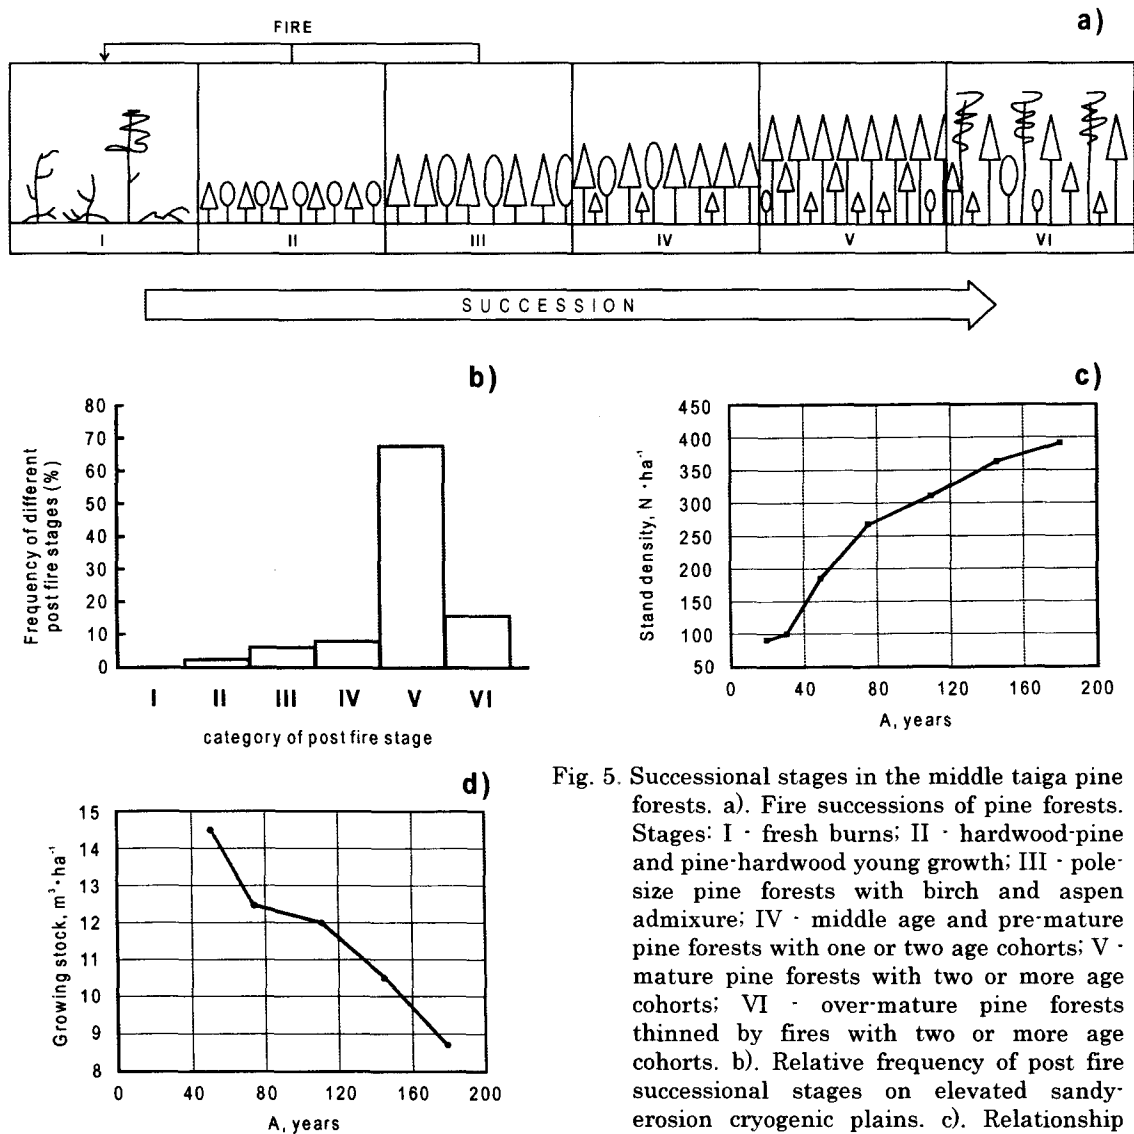 FIRE
a)
I II III IV V VI
SUCCESSION
b)
80
70
60
50
40
30
20
10
0
Frequency of different
post fire stages (%)
I II III IV V VI
category of post fire stage
c)
450
400
350
300
250
200
150
100
50
Stand density, N·ha⁻¹
0 40 80 120 160 200
A, years
d)
15
14
13
12
11
10
9
8
Growing stock, m³·ha⁻¹
0 40 80 120 160 200
A, years
Fig. 5. Successional stages in the middle taiga pine
forests. a). Fire successions of pine forests.
Stages: I - fresh burns; II - hardwood-pine
and pine-hardwood young growth; III - pole-
size pine forests with birch and aspen
admixture; IV - middle age and pre-mature
pine forests with one or two age cohorts; V -
mature pine forests with two or more age
cohorts; VI - over-mature pine forests
thinned by fires with two or more age
cohorts. b). Relative frequency of post fire
successional stages on elevated sandy-
erosion cryogenic plains. c). Relationship